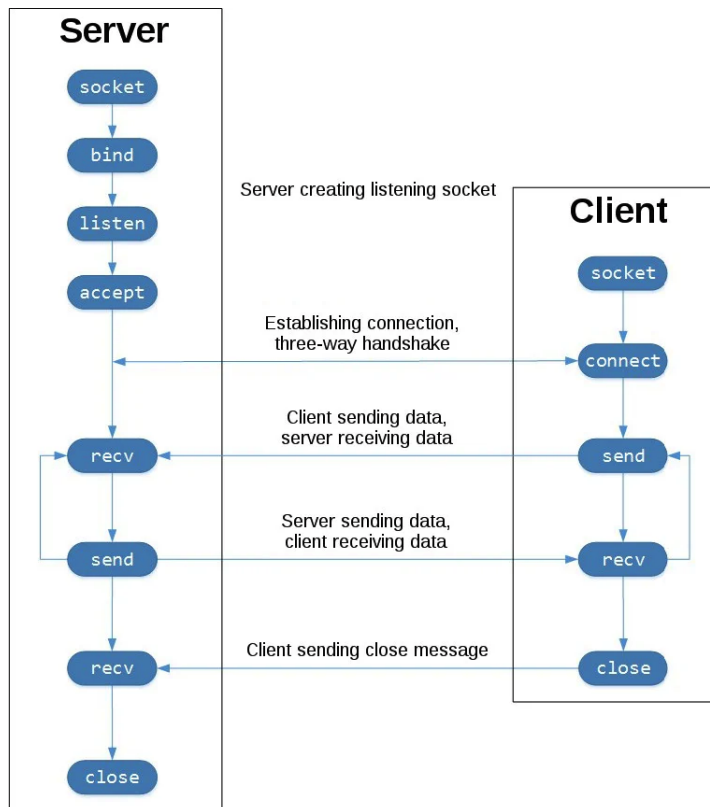 Server
socket
bind
listen
accept
recv
send
recv
close
Server creating listening socket
Establishing connection,
three-way handshake
Client sending data,
server receiving data
Server sending data,
client receiving data
Client sending close message
Client
socket
connect
send
recv
close